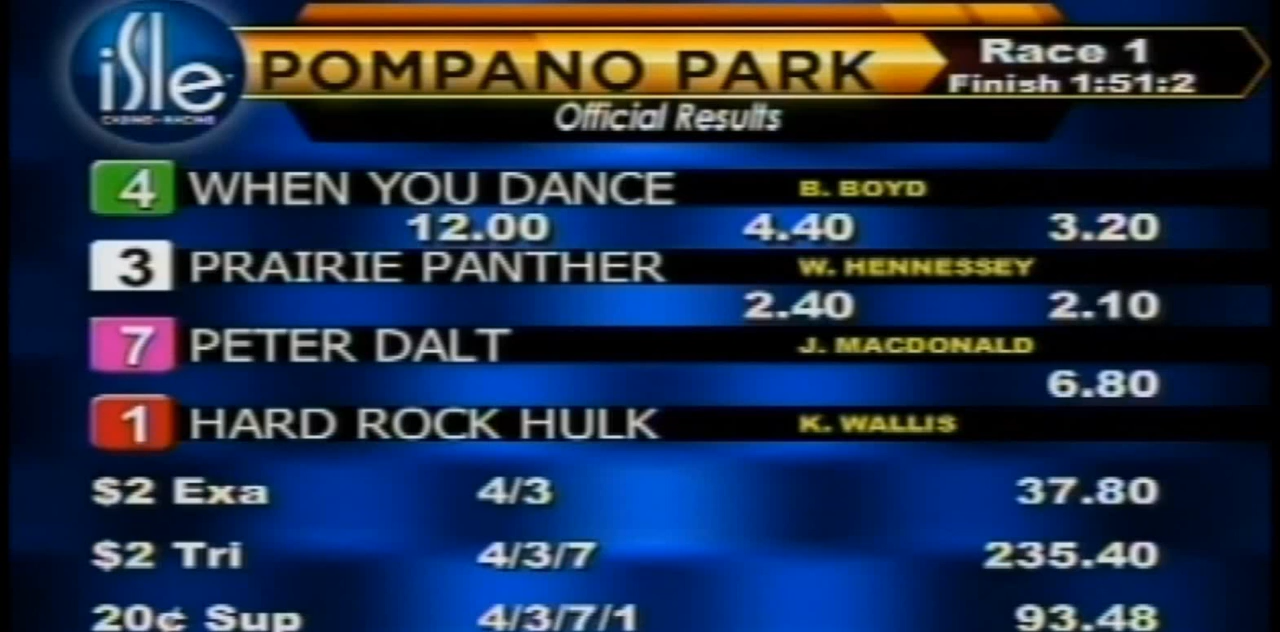 isle
CASINO • RACING
POMPANO PARK
Race 1
Finish 1:51:2
Official Results
4 WHEN YOU DANCE B. BOYD
12.00 4.40 3.20
3 PRAIRIE PANTHER W. HENNESSEY
2.40 2.10
7 PETER DALT J. MACDONALD
6.80
1 HARD ROCK HULK K. WALLIS
$2 Exa 4/3 37.80
$2 Tri 4/3/7 235.40
20¢ Sup 4/3/7/1 93.48